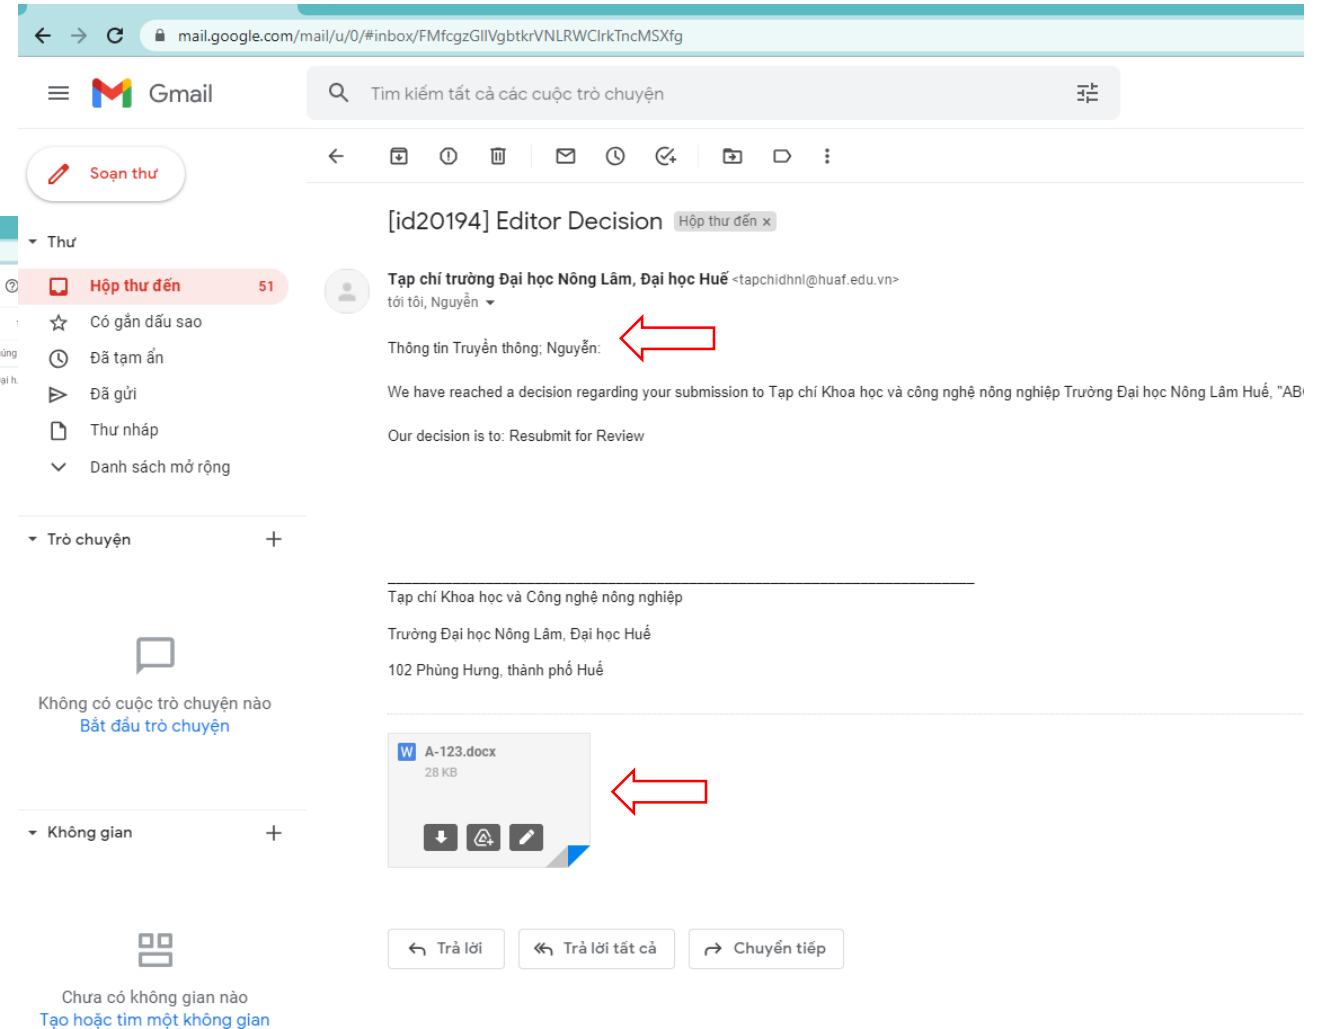 mail.google.com/mail/u/0/#inbox/FMfcgzGllVgbtkrVNLRWClrkTncMSXfg
Gmail
Tìm kiếm tất cả các cuộc trò chuyện
Soạn thư
[id20194] Editor Decision Hộp thư đến ×
Thư
Hộp thư đến 51
Có gắn dấu sao
Đã tạm ẩn
Đã gửi
Thư nháp
Danh sách mở rộng
Tạp chí trường Đại học Nông Lâm, Đại học Huế <tapchidhnl@huaf.edu.vn>
tới tôi, Nguyễn
Thông tin Truyền thông; Nguyễn:
We have reached a decision regarding your submission to Tạp chí Khoa học và công nghệ nông nghiệp Trường Đại học Nông Lâm Huế, "AB
Our decision is to: Resubmit for Review
Trò chuyện
Không có cuộc trò chuyện nào
Bắt đầu trò chuyện
Tạp chí Khoa học và Công nghệ nông nghiệp
Trường Đại học Nông Lâm, Đại học Huế
102 Phùng Hưng, thành phố Huế
W A-123.docx
28 KB
Không gian
Chưa có không gian nào
Tạo hoặc tìm một không gian
Trả lời
Trả lời tất cả
Chuyển tiếp